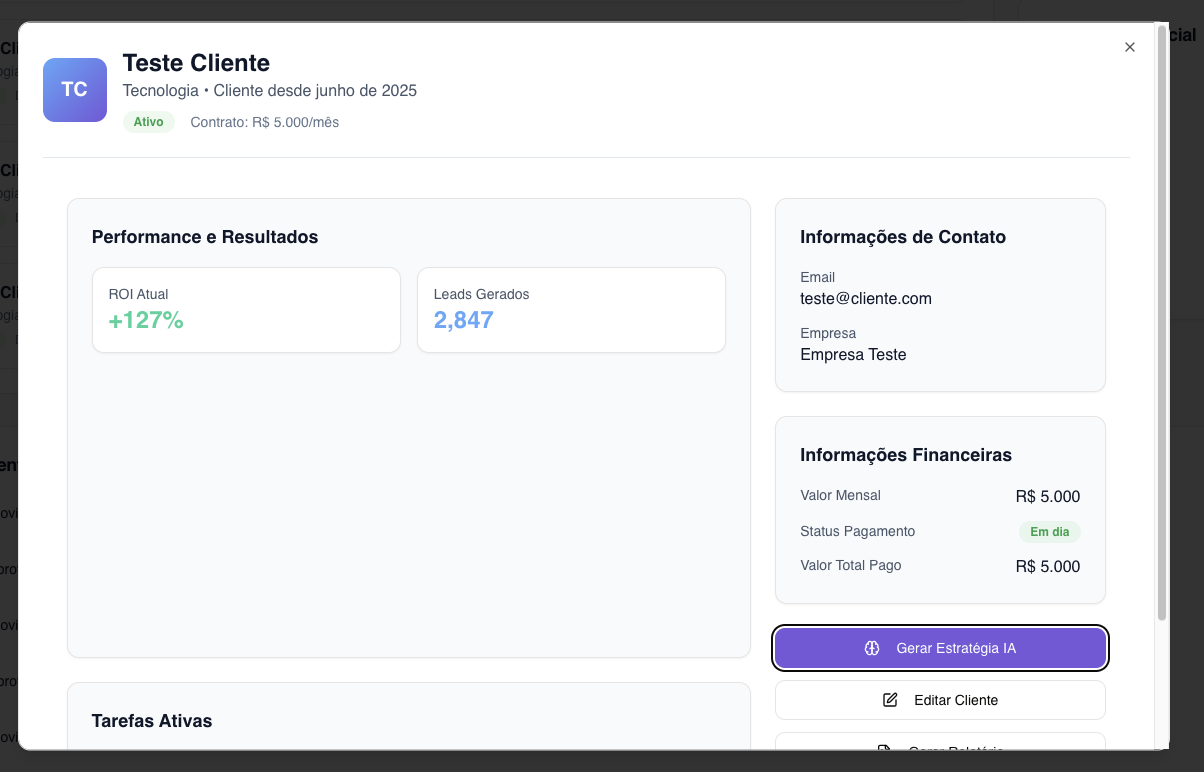 TC
Teste Cliente
Tecnologia • Cliente desde junho de 2025
Ativo
Contrato: R$ 5.000/mês
Performance e Resultados
ROI Atual
+127%
Leads Gerados
2,847
Tarefas Ativas
Informações de Contato
Email
teste@cliente.com
Empresa
Empresa Teste
Informações Financeiras
Valor Mensal
R$ 5.000
Status Pagamento
Em dia
Valor Total Pago
R$ 5.000
Gerar Estratégia IA
Editar Cliente
Gerar Relatório